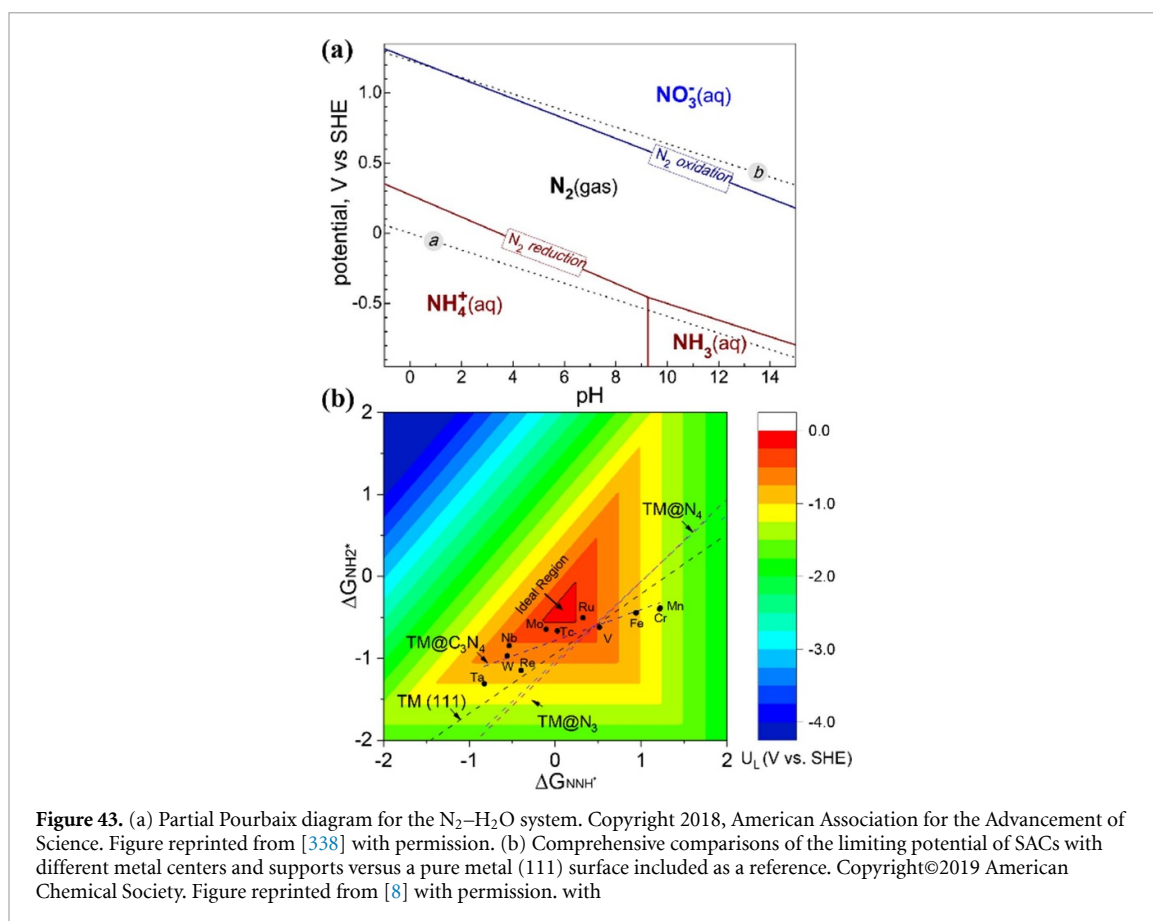 (a)
potential, V vs SHE
1.0
0.5
0
-0.5
NO3-(aq)
N2 oxidation
b
N2(gas)
a
N2 reduction
NH4+(aq)
NH3(aq)
0 2 4 6 8 10 12 14
pH
(b)
ΔGNH2*
2
1
0
-1
-2
TM@N4
Ideal Region
Ru
Mo
Tc
V
Fe
Mn
Cr
Nb
TM@C3N4
W
Re
Ta
TM (111)
TM@N3
-2 -1 0 1 2
ΔGNNH*
0.0
-1.0
-2.0
-3.0
-4.0
UL (V vs. SHE)
Figure 43. (a) Partial Pourbaix diagram for the N2–H2O system. Copyright 2018, American Association for the Advancement of
Science. Figure reprinted from [338] with permission. (b) Comprehensive comparisons of the limiting potential of SACs with
different metal centers and supports versus a pure metal (111) surface included as a reference. Copyright©2019 American
Chemical Society. Figure reprinted from [8] with permission. with